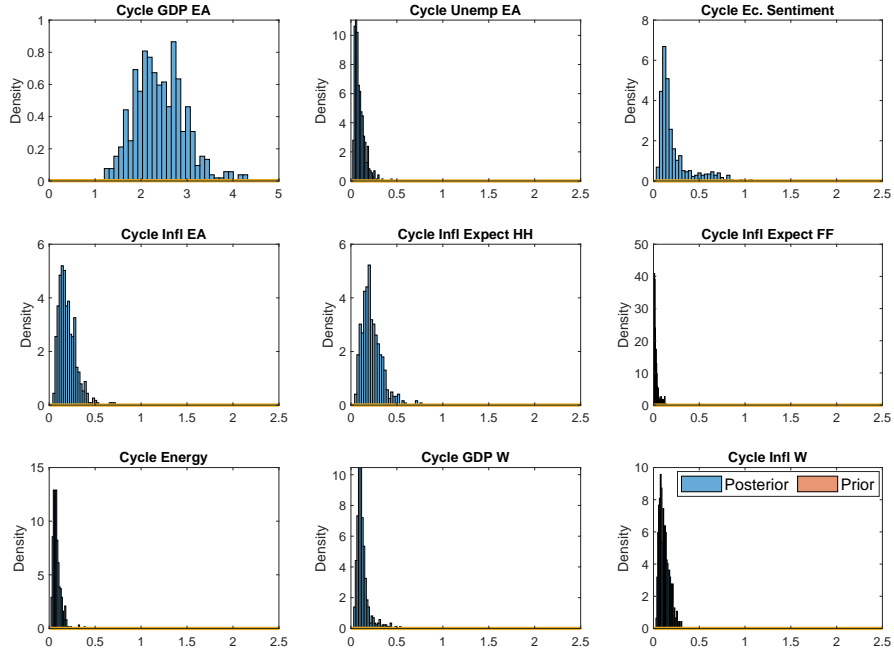 Cycle GDP EA
Density
0
0.2
0.4
0.6
0.8
1
0 1 2 3 4 5
Cycle Unemp EA
Density
0
2
4
6
8
10
0 0.5 1 1.5 2 2.5
Cycle Ec. Sentiment
Density
0
2
4
6
8
0 0.5 1 1.5 2 2.5
Cycle Infl EA
Density
0
2
4
6
0 0.5 1 1.5 2 2.5
Cycle Infl Expect HH
Density
0
2
4
6
0 0.5 1 1.5 2 2.5
Cycle Infl Expect FF
Density
0
10
20
30
40
50
0 0.5 1 1.5 2 2.5
Cycle Energy
Density
0
5
10
15
0 0.5 1 1.5 2 2.5
Cycle GDP W
Density
0
2
4
6
8
10
0 0.5 1 1.5 2 2.5
Cycle Infl W
Posterior Prior
Density
0
2
4
6
8
10
0 0.5 1 1.5 2 2.5